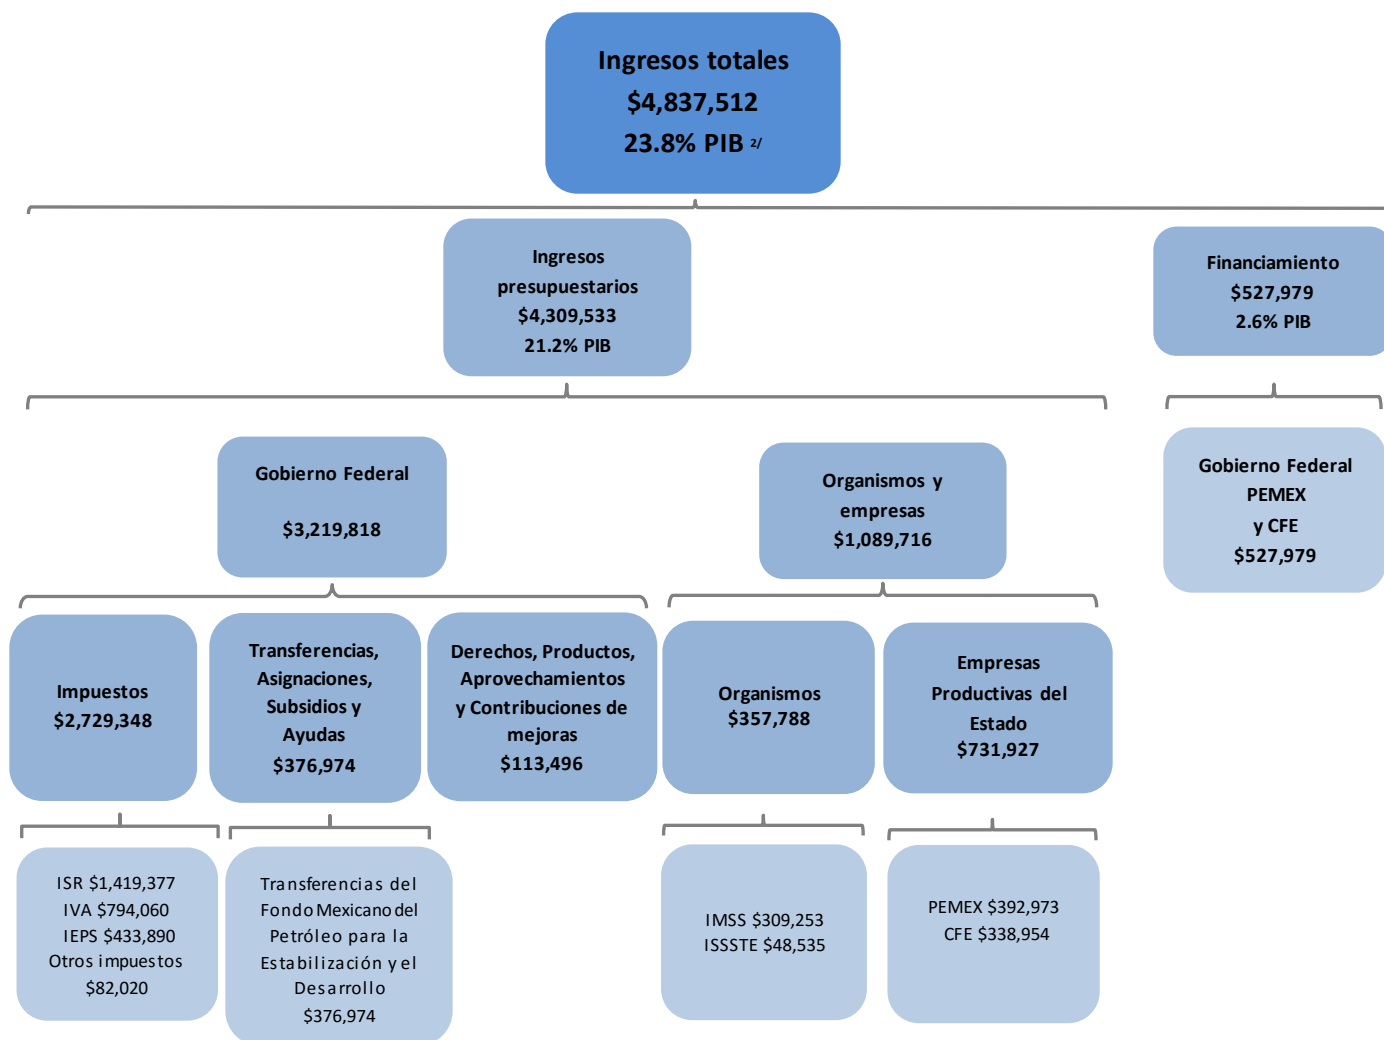 Ingresos totales
$4,837,512
23.8% PIB 2/
Ingresos
presupuestarios
$4,309,533
21.2% PIB
Financiamiento
$527,979
2.6% PIB
Gobierno Federal
$3,219,818
Organismos y
empresas
$1,089,716
Gobierno Federal
PEMEX
y CFE
$527,979
Impuestos
$2,729,348
Transferencias,
Asignaciones,
Subsidios y
Ayudas
$376,974
Derechos, Productos,
Aprovechamientos
y Contribuciones de
mejoras
$113,496
Organismos
$357,788
Empresas
Productivas del
Estado
$731,927
ISR $1,419,377
IVA $794,060
IEPS $433,890
Otros impuestos
$82,020
Transferencias del
Fondo Mexicano del
Petróleo para la
Estabilización y el
Desarrollo
$376,974
IMSS $309,253
ISSSTE $48,535
PEMEX $392,973
CFE $338,954